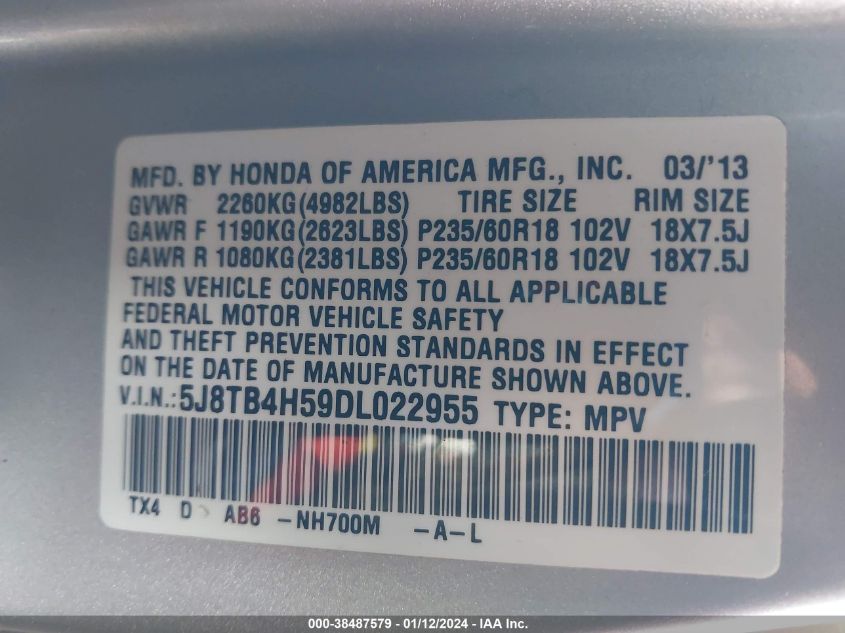 MFD. BY HONDA OF AMERICA MFG., INC. 03/'13
GVWR 2260KG(4982LBS) TIRE SIZE RIM SIZE
GAWR F 1190KG(2623LBS) P235/60R18 102V 18X7.5J
GAWR R 1080KG(2381LBS) P235/60R18 102V 18X7.5J
THIS VEHICLE CONFORMS TO ALL APPLICABLE
FEDERAL MOTOR VEHICLE SAFETY
AND THEFT PREVENTION STANDARDS IN EFFECT
ON THE DATE OF MANUFACTURE SHOWN ABOVE.
V.I.N.:5J8TB4H59DL022955 TYPE: MPV
TX4 D AB6 -NH700M -A-L
000-38487579 - 01/12/2024 - IAA Inc.